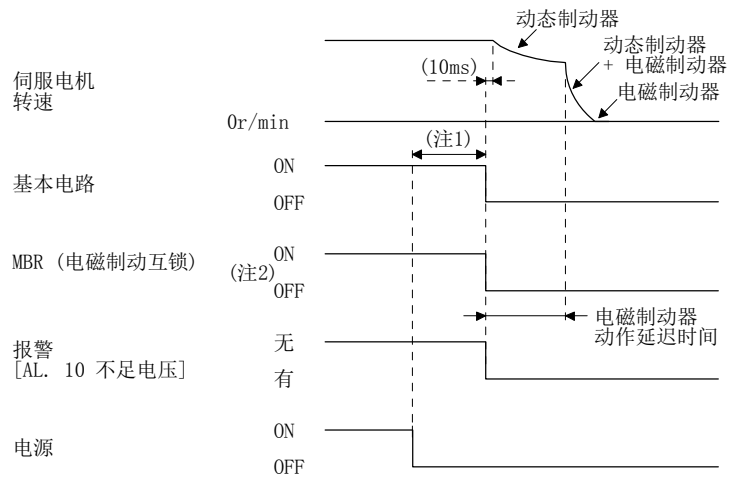 动态制动器
动态制动器
+ 电磁制动器
电磁制动器
(10ms)
伺服电机
转速
0r/min
(注1)
基本电路
ON
OFF
MBR (电磁制动互锁)
(注2)
ON
OFF
电磁制动器
动作延迟时间
报警
[AL. 10 不足电压]
无
有
电源
ON
OFF